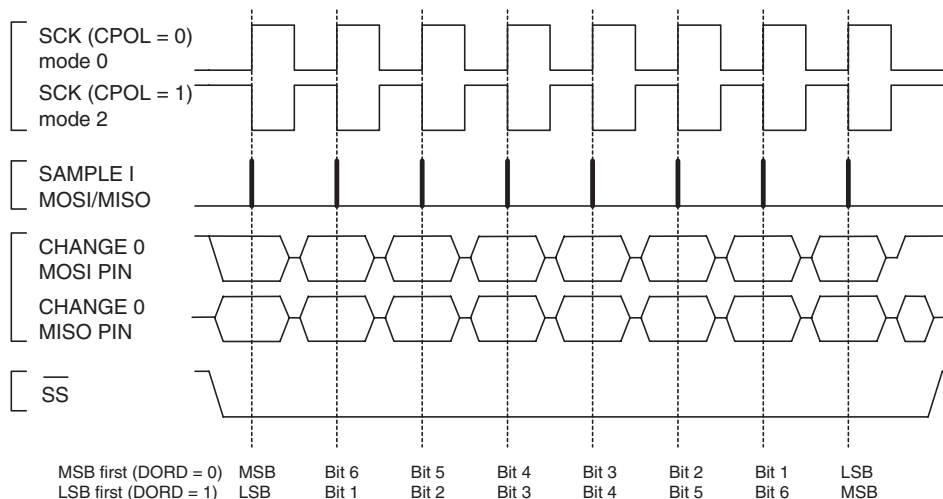 SCK (CPOL = 0)
mode 0
SCK (CPOL = 1)
mode 2
SAMPLE I
MOSI/MISO
CHANGE 0
MOSI PIN
CHANGE 0
MISO PIN
SS
MSB first (DORD = 0) MSB Bit 6 Bit 5 Bit 4 Bit 3 Bit 2 Bit 1 LSB
LSB first (DORD = 1) LSB Bit 1 Bit 2 Bit 3 Bit 4 Bit 5 Bit 6 MSB